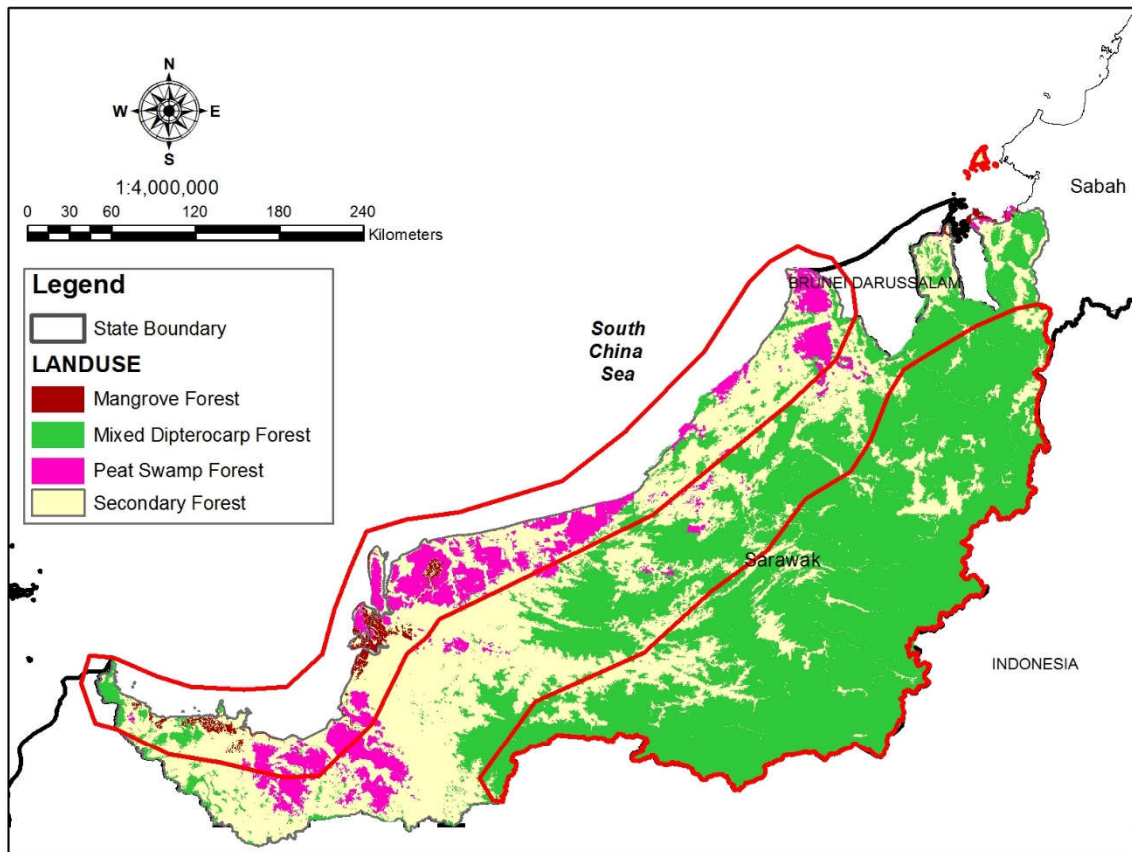 N
W E
S
1:4,000,000
0 30 60 120 180 240
Kilometers
Legend
State Boundary
LANDUSE
Mangrove Forest
Mixed Dipterocarp Forest
Peat Swamp Forest
Secondary Forest
Sabah
BRUNEI DARUSSALAM
South
China
Sea
Sarawak
INDONESIA